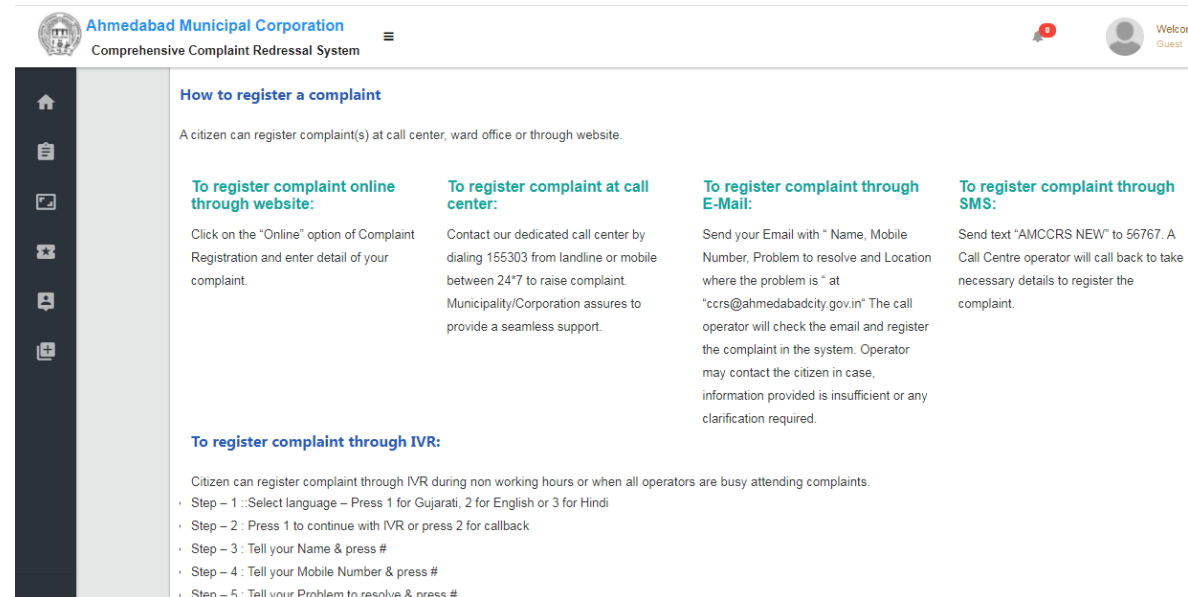 Ahmedabad Municipal Corporation
Comprehensive Complaint Redressal System
0
Welcor
Guest
How to register a complaint
A citizen can register complaint(s) at call center, ward office or through website.
To register complaint online
through website:
Click on the “Online” option of Complaint
Registration and enter detail of your
complaint.
To register complaint at call
center:
Contact our dedicated call center by
dialing 155303 from landline or mobile
between 24*7 to raise complaint.
Municipality/Corporation assures to
provide a seamless support.
To register complaint through
E-Mail:
Send your Email with “ Name, Mobile
Number, Problem to resolve and Location
where the problem is “ at
“ccrs@ahmedabadcity.gov.in“ The call
operator will check the email and register
the complaint in the system. Operator
may contact the citizen in case,
information provided is insufficient or any
clarification required.
To register complaint through
SMS:
Send text “AMCCRS NEW” to 56767. A
Call Centre operator will call back to take
necessary details to register the
complaint.
To register complaint through IVR:
Citizen can register complaint through IVR during non working hours or when all operators are busy attending complaints.
Step – 1 ::Select language – Press 1 for Gujarati, 2 for English or 3 for Hindi
Step – 2 : Press 1 to continue with IVR or press 2 for callback
Step – 3 : Tell your Name & press #
Step – 4 : Tell your Mobile Number & press #
Step – 5 : Tell your Problem to resolve & press #